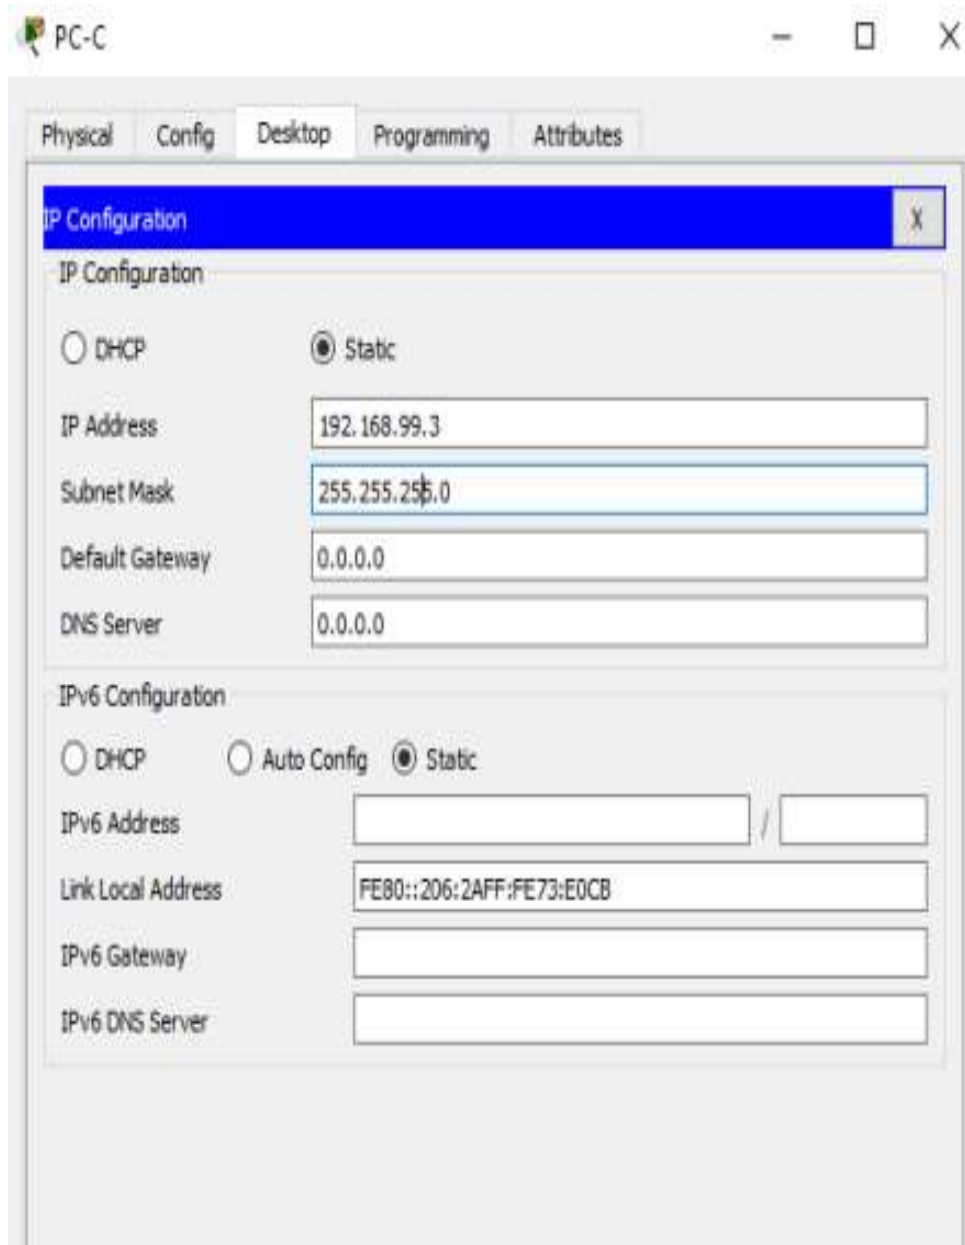 PC-C
Physical Config Desktop Programming Attributes
IP Configuration X
IP Configuration
DHCP Static
IP Address 192.168.99.3
Subnet Mask 255.255.255.0
Default Gateway 0.0.0.0
DNS Server 0.0.0.0
IPv6 Configuration
DHCP Auto Config Static
IPv6 Address /
Link Local Address FE80::206:2AFF:FE73:E0CB
IPv6 Gateway
IPv6 DNS Server